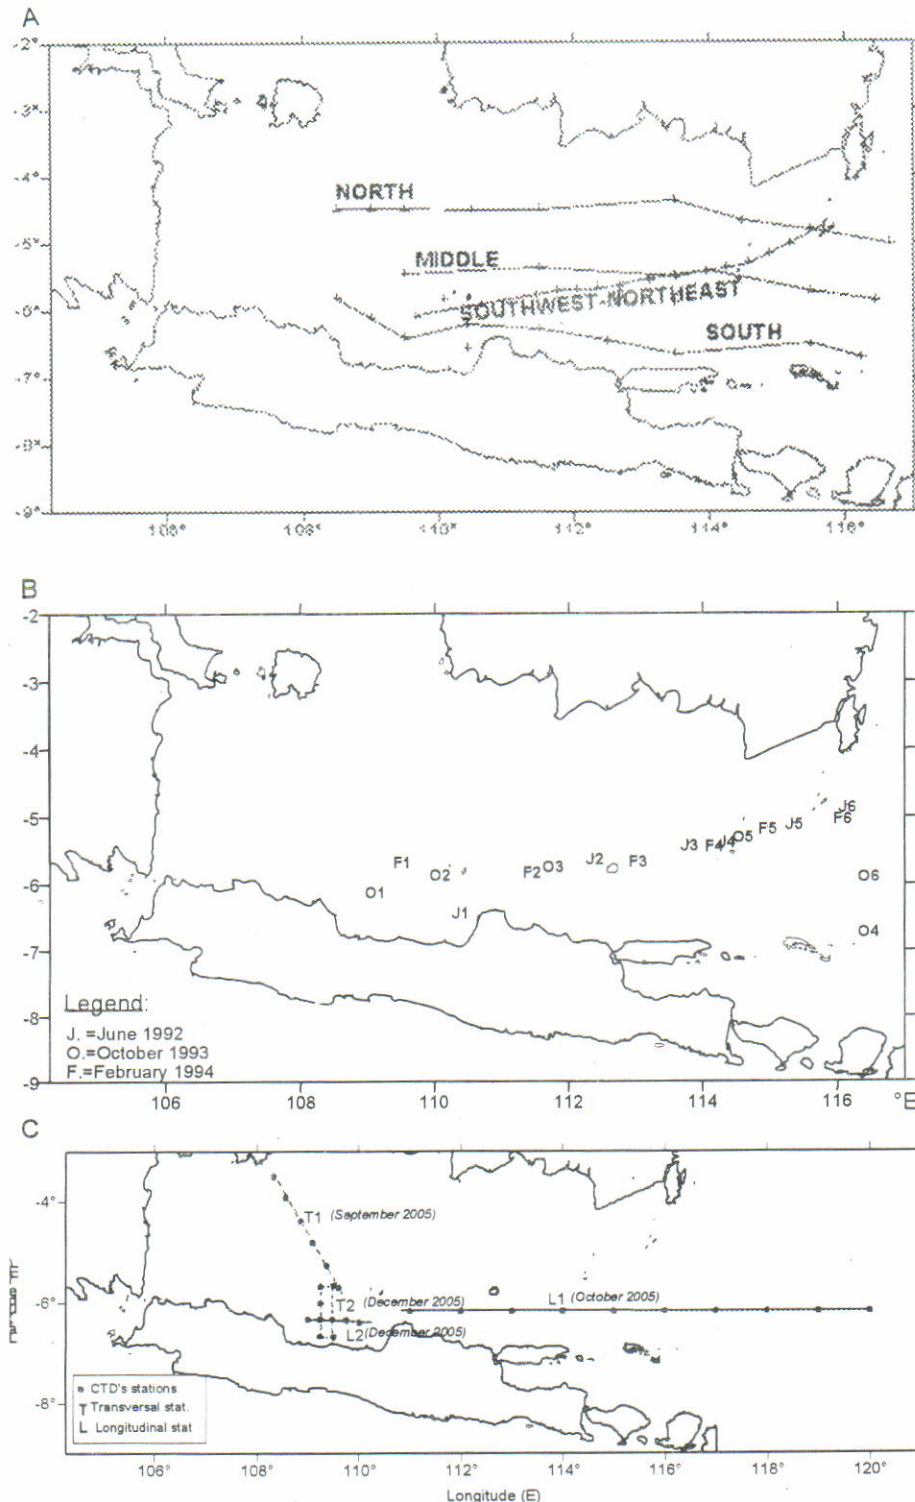 A
-2°
-3°
NORTH
-4°
-5°
MIDDLE
SOUTHWEST-NORTHEAST
-6°
SOUTH
-7°
-8°
-9°
106° 108° 110° 112° 114° 116°
B
-2
-3
-4
-5
J6
F6
J5
F5
O5
J4
F4
J3
F3
J2
O3
F2
F1
O2
O1
-6
O6
J1
O4
-7
Legend:
J.=June 1992
-8
O.=October 1993
F.=February 1994
-9
106 108 110 112 114 116 °E
C
-4°
T1 (September 2005)
L1 (October 2005)
-6°
T2 (December 2005)
L2 (December 2005)
CTD's stations
T Transversal stat.
-8°
L Longitudinal stat
106° 108° 110° 112° 114° 116° 118° 120°
Longitude (E)